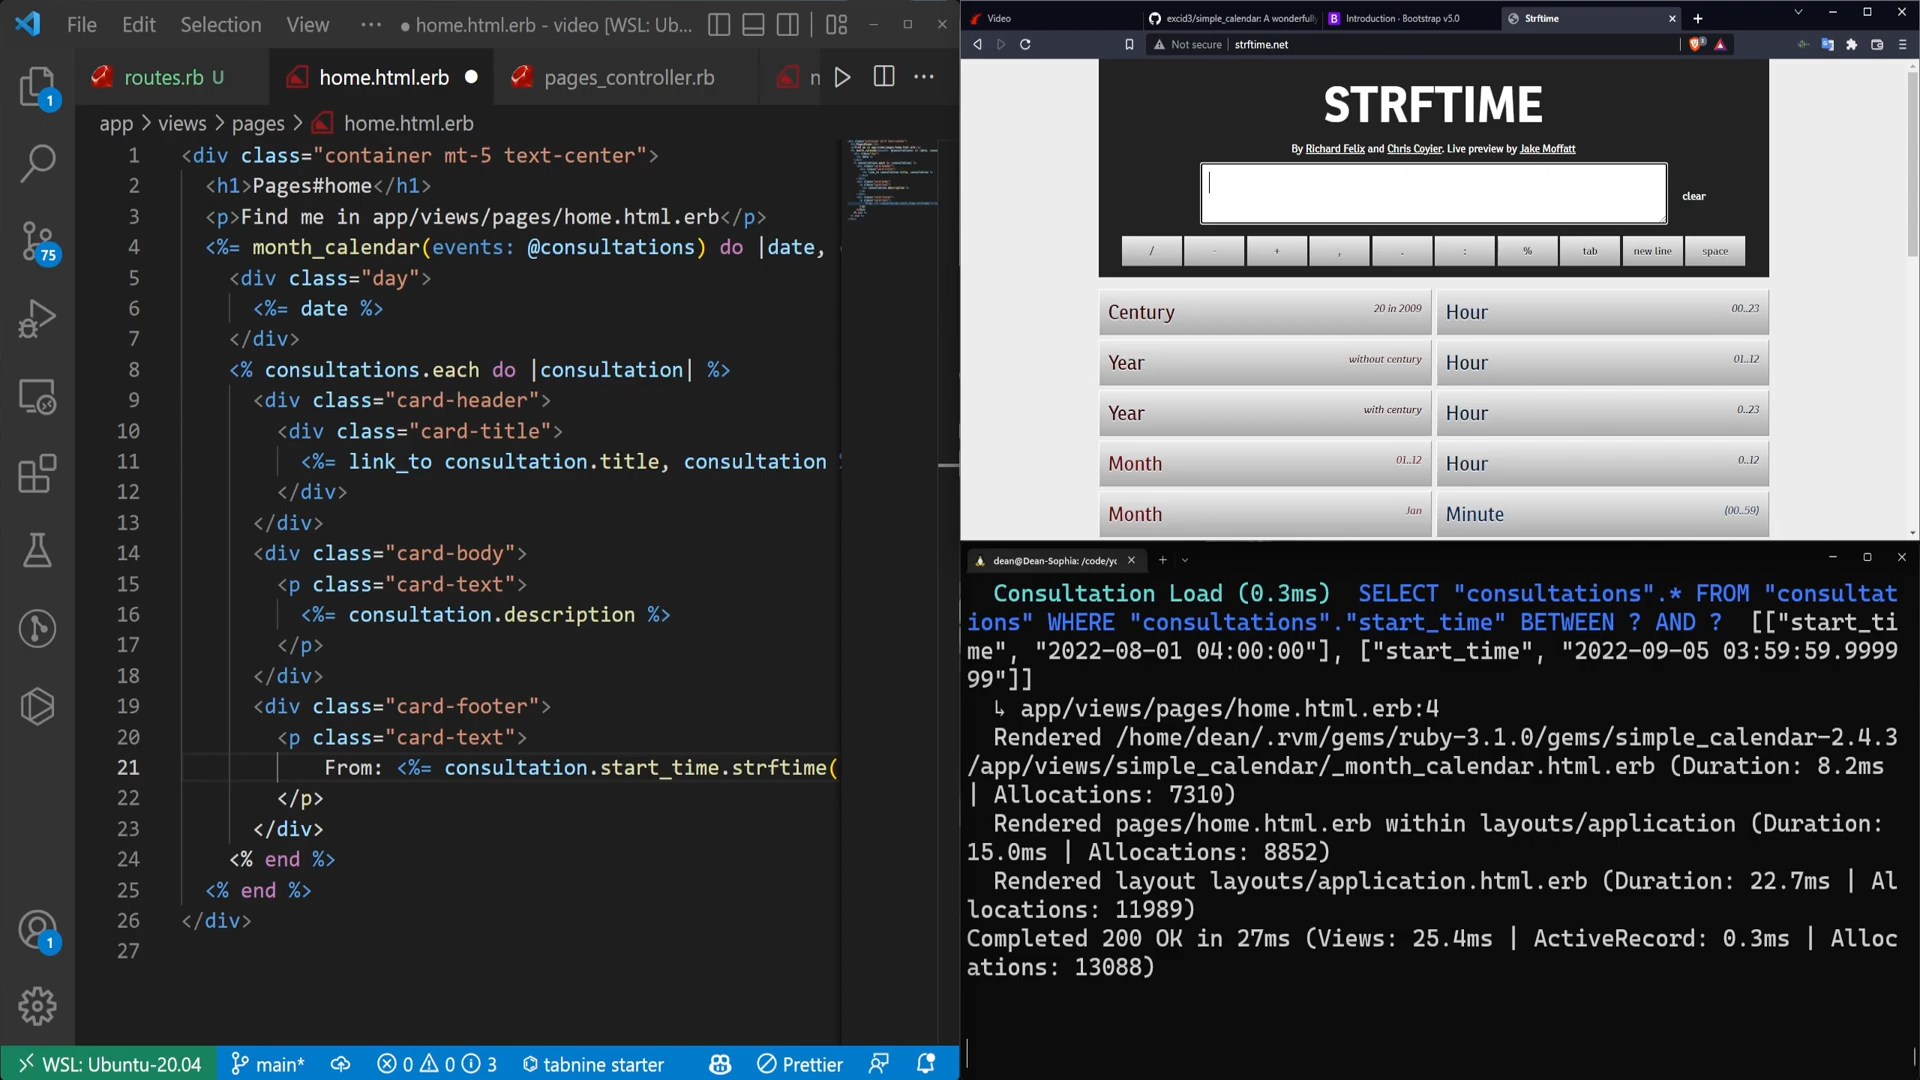 File Edit Selection View ··· ● home.html.erb - video [WSL: Ub...
routes.rb U
home.html.erb ●
pages_controller.rb
app > views > pages > home.html.erb
1 <div class="container mt-5 text-center">
2 <h1>Pages#home</h1>
3 <p>Find me in app/views/pages/home.html.erb</p>
4 <%= month_calendar(events: @consultations) do |date,
5 <div class="day">
6 <%= date %>
7 </div>
8 <% consultations.each do |consultation| %>
9 <div class="card-header">
10 <div class="card-title">
11 <%= link_to consultation.title, consultation
12 </div>
13 </div>
14 <div class="card-body">
15 <p class="card-text">
16 <%= consultation.description %>
17 </p>
18 </div>
19 <div class="card-footer">
20 <p class="card-text">
21 From: <%= consultation.start_time.strftime(
22 </p>
23 </div>
24 <% end %>
25 <% end %>
26 </div>
27
1
75
1
WSL: Ubuntu-20.04 main* 0 0 3 tabnine starter Prettier
Video
excid3/simple_calendar: A wonderfully
Introduction · Bootstrap v5.0
Strftime
Not secure | strftime.net
STRFTIME
By Richard Felix and Chris Coyier. Live preview by Jake Moffatt
clear
/ - + , . : % tab new line space
Century 20 in 2009
Hour 00..23
Year without century
Hour 01..12
Year with century
Hour 0..23
Month 01..12
Hour 0..12
Month Jan
Minute (00..59)
dean@Dean-Sophia: /code/yc
Consultation Load (0.3ms) SELECT "consultations".* FROM "consultat
ions" WHERE "consultations"."start_time" BETWEEN ? AND ? [["start_ti
me", "2022-08-01 04:00:00"], ["start_time", "2022-09-05 03:59:59.9999
99"]]
↳ app/views/pages/home.html.erb:4
Rendered /home/dean/.rvm/gems/ruby-3.1.0/gems/simple_calendar-2.4.3
/app/views/simple_calendar/_month_calendar.html.erb (Duration: 8.2ms
| Allocations: 7310)
Rendered pages/home.html.erb within layouts/application (Duration:
15.0ms | Allocations: 8852)
Rendered layout layouts/application.html.erb (Duration: 22.7ms | Al
locations: 11989)
Completed 200 OK in 27ms (Views: 25.4ms | ActiveRecord: 0.3ms | Alloc
ations: 13088)